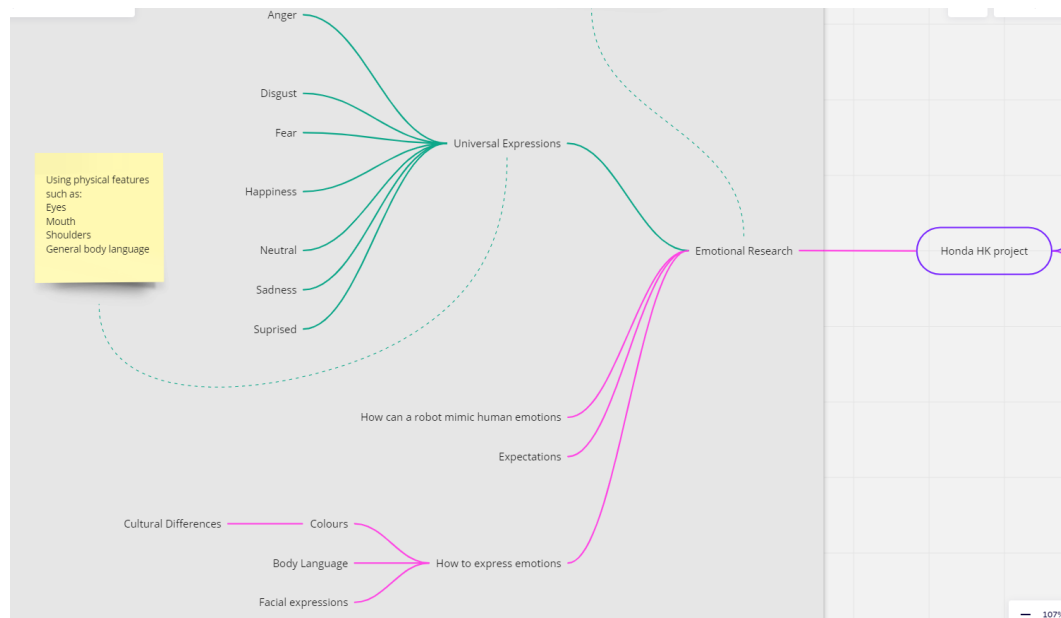 Anger
Disgust
Fear
Universal Expressions
Using physical features
such as:
Eyes
Mouth
Shoulders
General body language
Happiness
Neutral
Emotional Research
Honda HK project
Sadness
Suprised
How can a robot mimic human emotions
Expectations
Cultural Differences
Colours
Body Language
How to express emotions
Facial expressions
107%